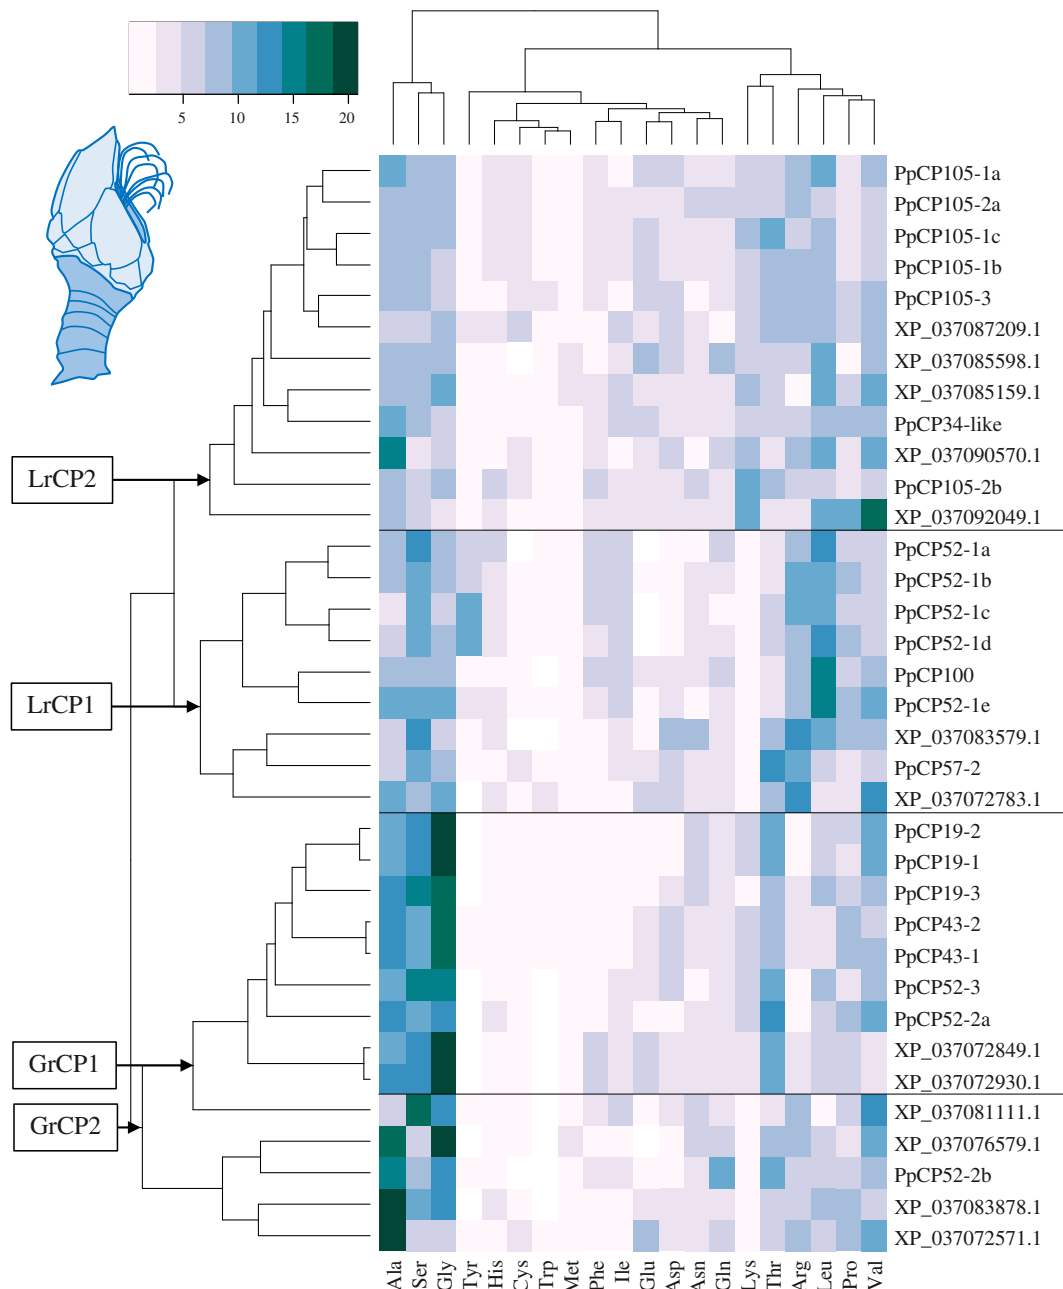 5 10 15 20
PpCP105-1a
PpCP105-2a
PpCP105-1c
PpCP105-1b
PpCP105-3
XP_037087209.1
XP_037085598.1
XP_037085159.1
PpCP34-like
XP_037090570.1
LrCP2
PpCP105-2b
XP_037092049.1
PpCP52-1a
PpCP52-1b
PpCP52-1c
PpCP52-1d
PpCP100
LrCP1
PpCP52-1e
XP_037083579.1
PpCP57-2
XP_037072783.1
PpCP19-2
PpCP19-1
PpCP19-3
PpCP43-2
PpCP43-1
PpCP52-3
PpCP52-2a
XP_037072849.1
GrCP1
XP_037072930.1
XP_037081111.1
GrCP2
XP_037076579.1
PpCP52-2b
XP_037083878.1
XP_037072571.1
Ala Ser Gly Tyr His Cys Trp Met Phe Ile Glu Asp Asn Gln Lys Thr Arg Leu Pro Val